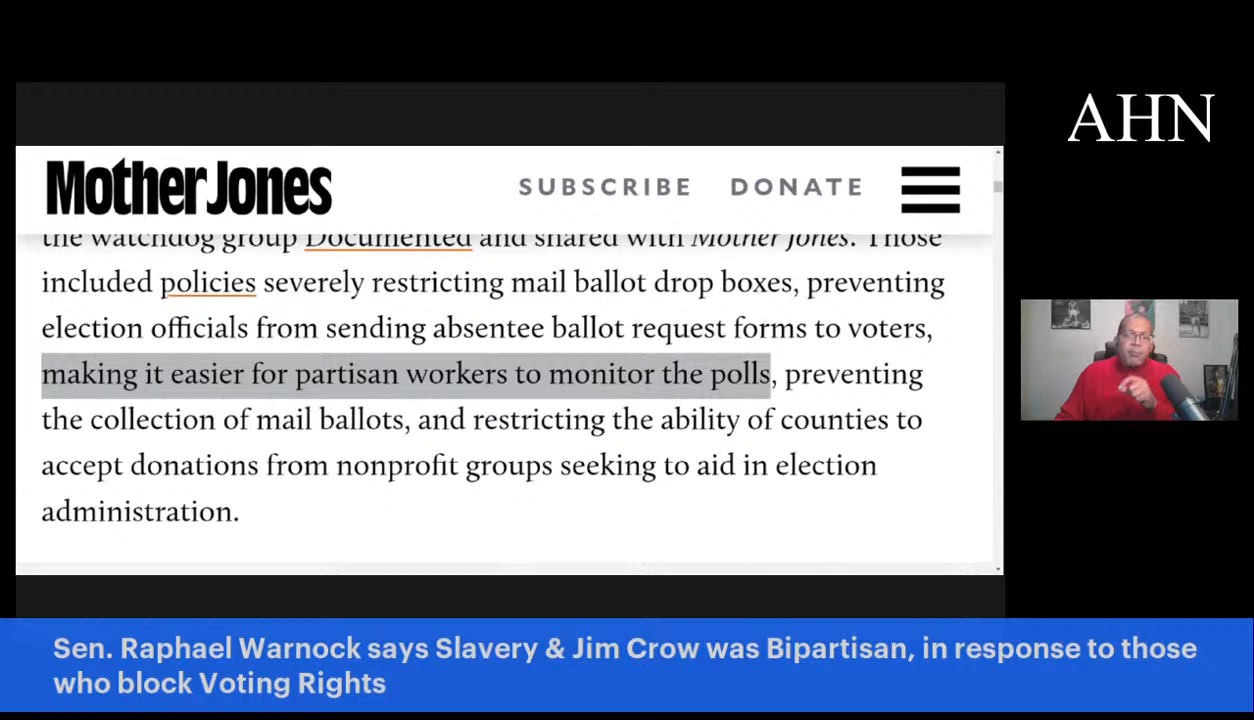 AHN
Mother Jones
SUBSCRIBE DONATE
the watchdog group Documented and shared with Mother Jones. Those
included policies severely restricting mail ballot drop boxes, preventing
election officials from sending absentee ballot request forms to voters,
making it easier for partisan workers to monitor the polls, preventing
the collection of mail ballots, and restricting the ability of counties to
accept donations from nonprofit groups seeking to aid in election
administration.
Sen. Raphael Warnock says Slavery & Jim Crow was Bipartisan, in response to those
who block Voting Rights